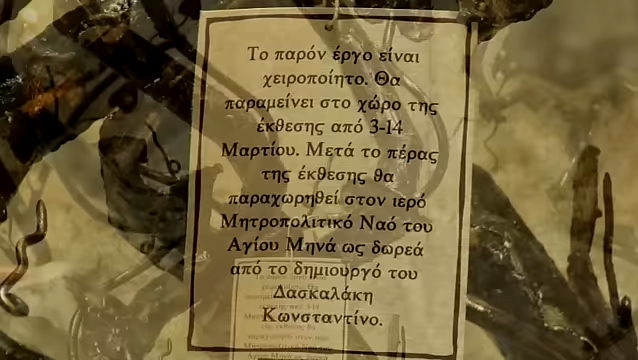 Το παρόν έργο είναι
χειροποίητο. Θα
παραμείνει στο χώρο της
έκθεσης από 3-14
Μαρτίου. Μετά το πέρας
της έκθεσης θα
παραχωρηθεί στον ιερό
Μητροπολιτικό Ναό του
Αγίου Μηνά ως δωρεά
από το δημιουργό του
Δασκαλάκη
Κωνσταντίνο.